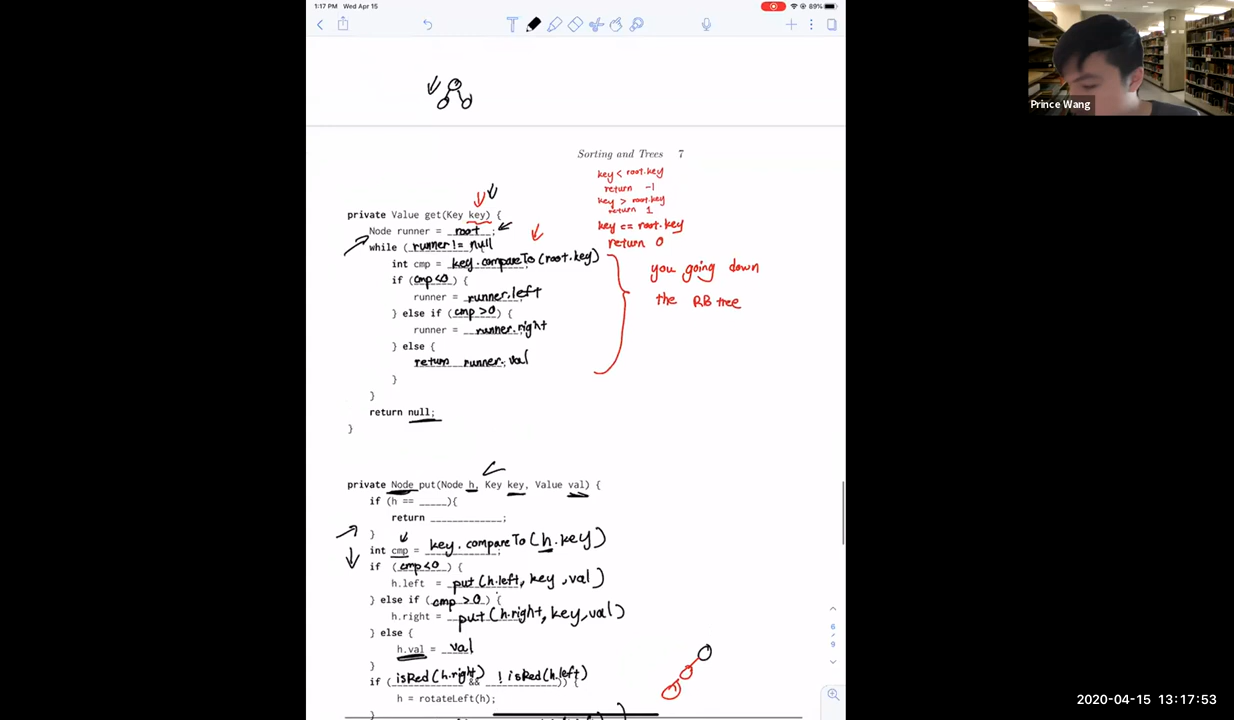 1:17 PM Wed Apr 15
89%
Prince Wang
Sorting and Trees 7
key < root.key
return -1
key > root.key
return 1
key == root.key
return 0
private Value get(Key key) {
Node runner = root;
while (runner != null) {
int cmp = key.compareTo(root.key)
if (cmp<0) {
runner = runner.left;
} else if (cmp >0) {
runner = runner.right;
} else {
return runner.val;
}
}
return null;
}
you going down
the RB tree
private Node put(Node h, Key key, Value val) {
if (h == _____){
return _____________;
}
int cmp = key.compareTo(h.key);
if (cmp<0) {
h.left = put(h.left, key, val);
} else if (cmp >0) {
h.right = put(h.right, key, val);
} else {
h.val = val;
}
if (isRed(h.right) && !isRed(h.left)) {
h = rotateLeft(h);
}
6
9
2020-04-15 13:17:53